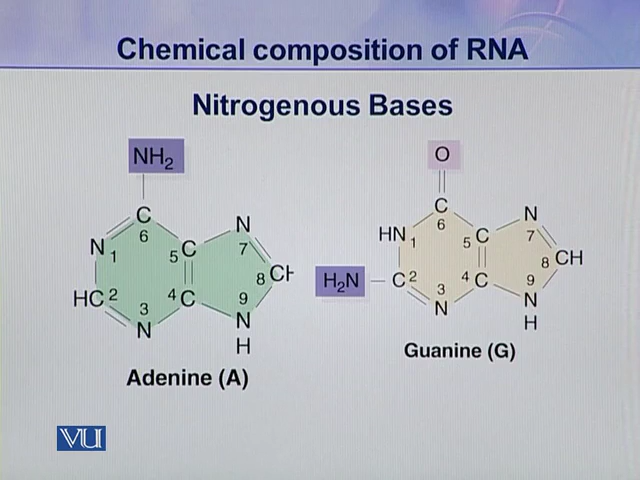 Chemical composition of RNA
Nitrogenous Bases
NH2
O
C
6
N
C
6
N
N 1
5 C
7
HN 1
5 C
7
8 CH
8 CH
HC 2
4 C
9
H2N
C 2
3
4 C
9
3
N
N
N
N
H
H
Guanine (G)
Adenine (A)
VU